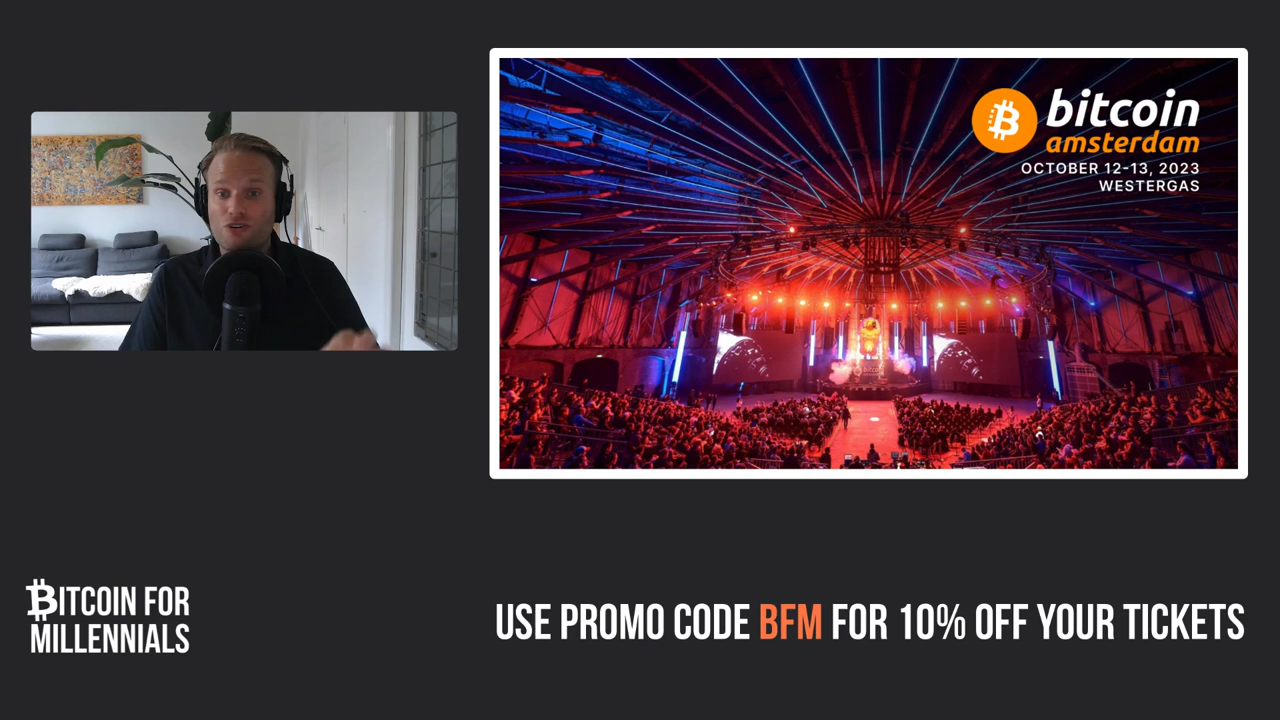 bitcoin
amsterdam
OCTOBER 12-13, 2023
WESTERGAS
BITCOIN FOR
MILLENNIALS
USE PROMO CODE BFM FOR 10% OFF YOUR TICKETS